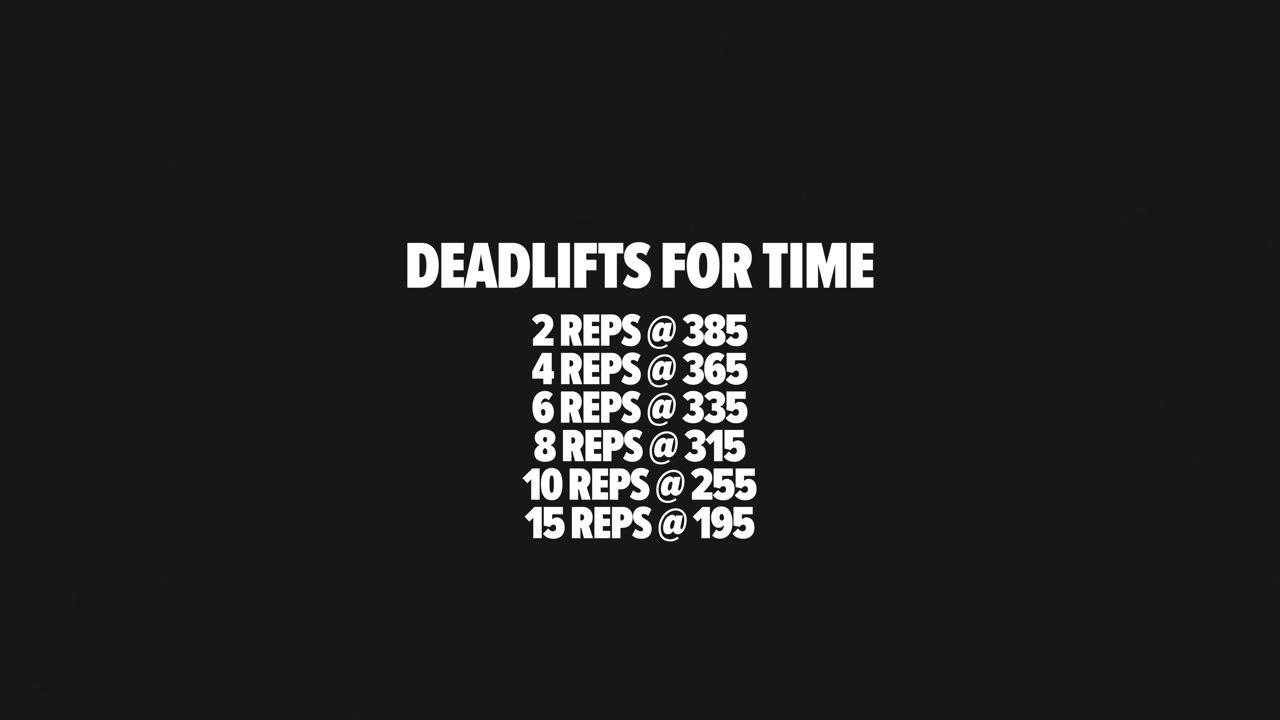 DEADLIFTS FOR TIME
2 REPS @ 385
4 REPS @ 365
6 REPS @ 335
8 REPS @ 315
10 REPS @ 255
15 REPS @ 195